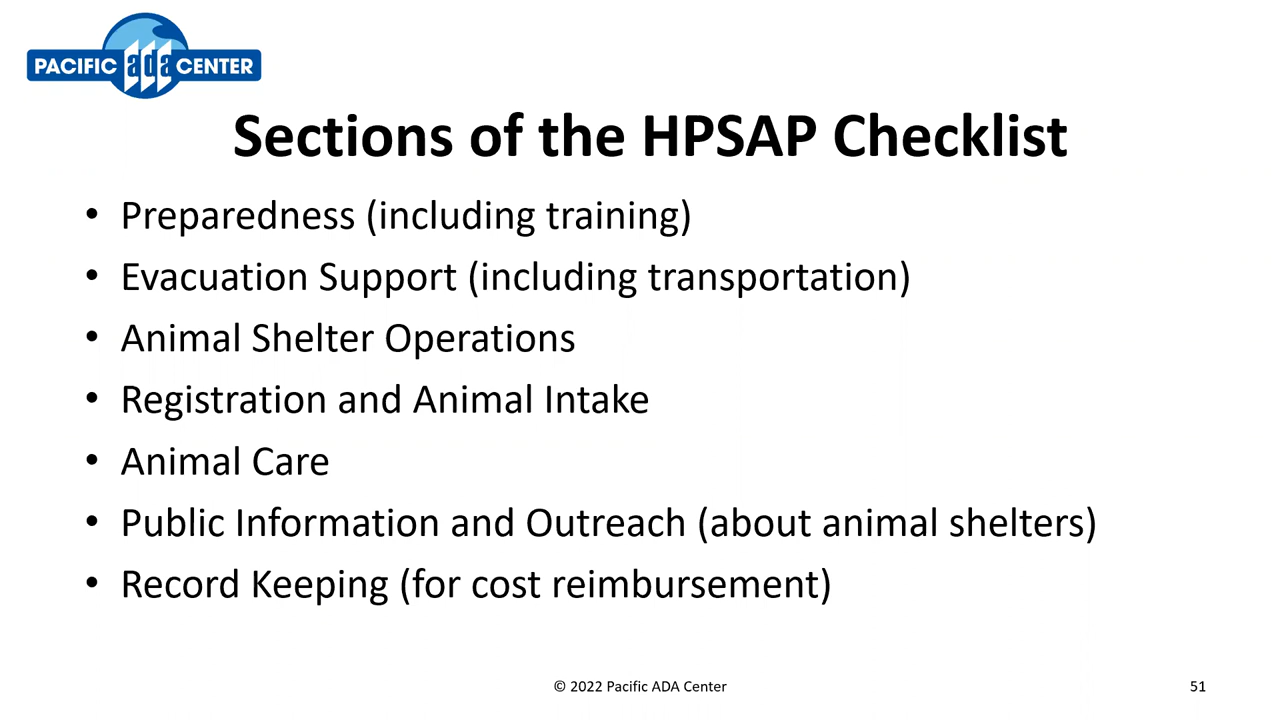 PACIFIC ada CENTER
Sections of the HPSAP Checklist
• Preparedness (including training)
• Evacuation Support (including transportation)
• Animal Shelter Operations
• Registration and Animal Intake
• Animal Care
• Public Information and Outreach (about animal shelters)
• Record Keeping (for cost reimbursement)
© 2022 Pacific ADA Center
51